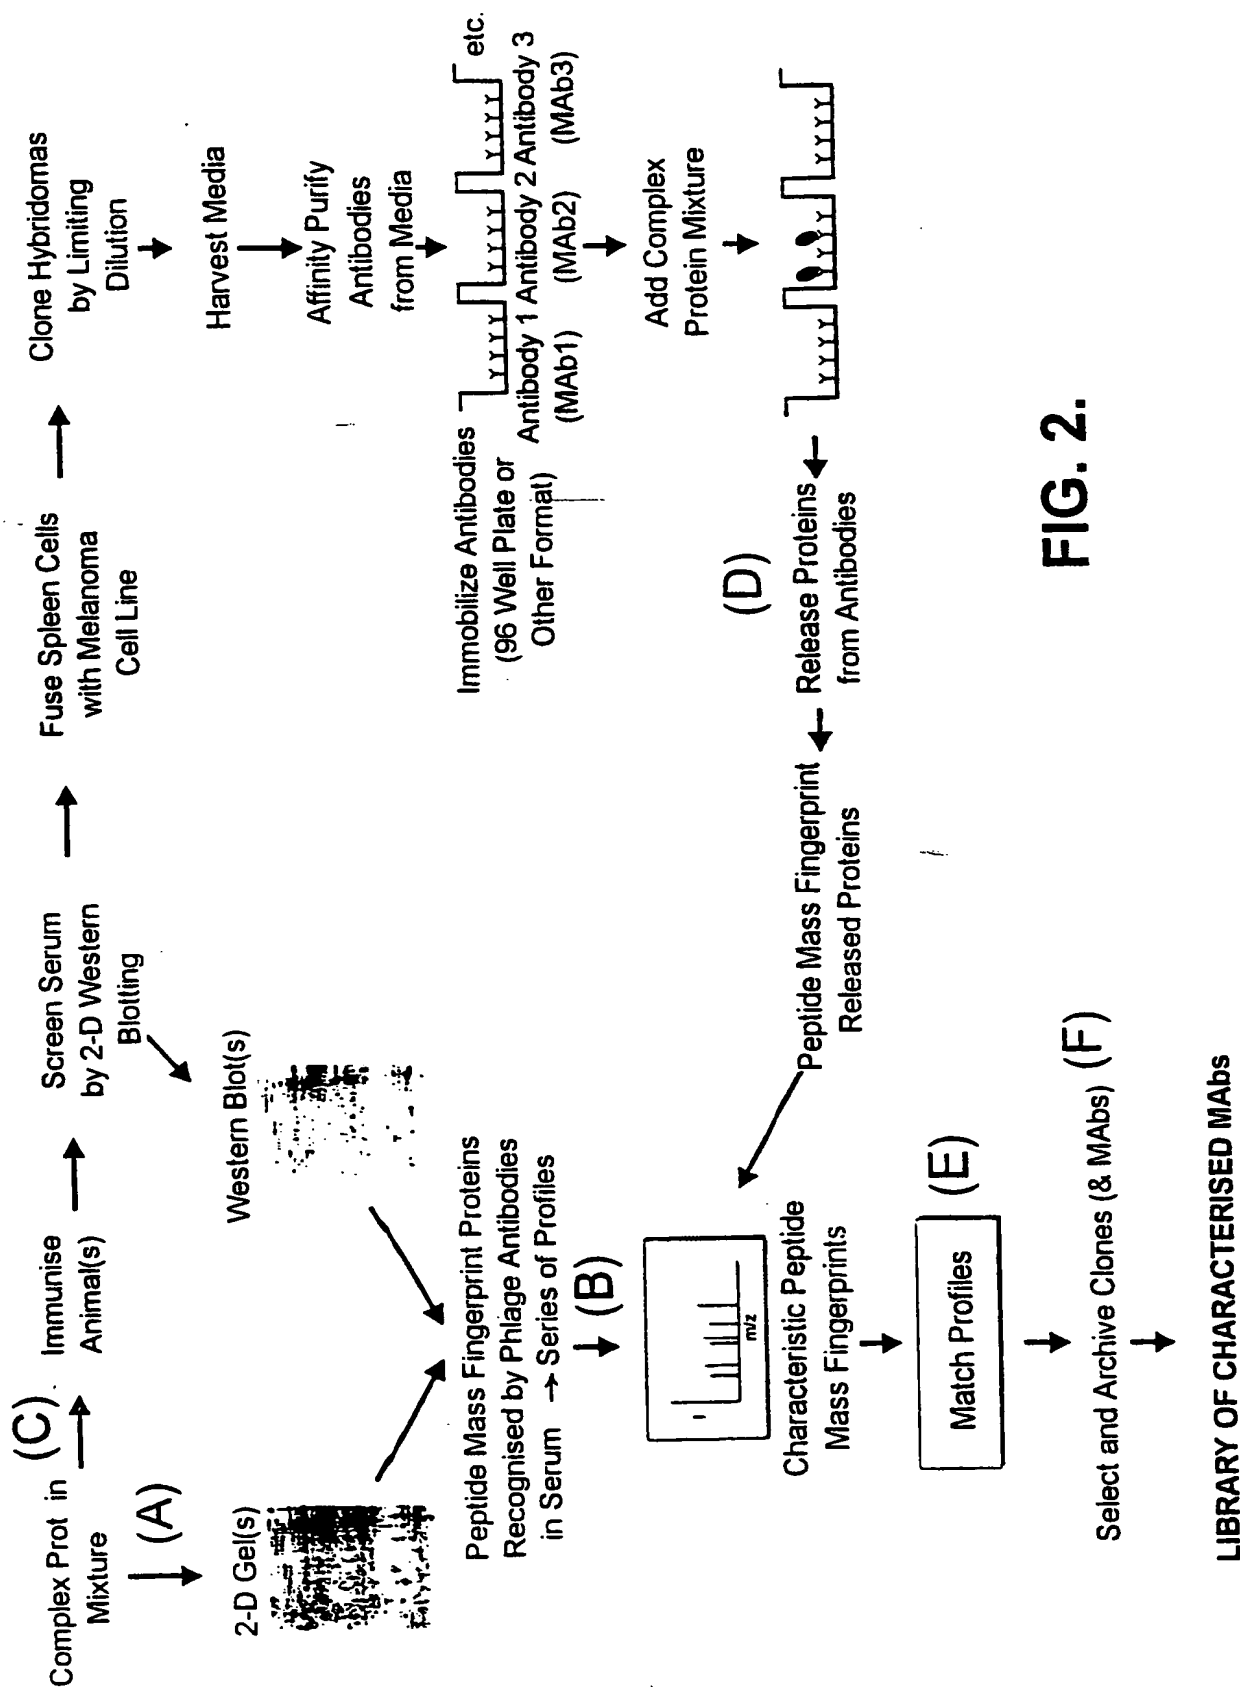 Complex Prot in
Mixture
(C)
Immunise
Animal(s)
Screen Serum
by 2-D Western
Blotting
Fuse Spleen Cells
with Melanoma
Cell Line
Clone Hybridomas
by Limiting
Dilution
(A)
2-D Gel(s)
Western Blot(s)
Harvest Media
Affinity Purify
Antibodies
from Media
Peptide Mass Fingerprint Proteins
Recognised by Phlage Antibodies
in Serum → Series of Profiles
Immobilize Antibodies
(96 Well Plate or
Other Format)
etc.
Antibody 1 Antibody 2 Antibody 3
(MAb1) (MAb2) (MAb3)
(B)
Add Complex
Protein Mixture
m/z
Characteristic Peptide
Mass Fingerprints
Peptide Mass Fingerprint
Released Proteins
(D)
Release Proteins
from Antibodies
Match Profiles
(E)
Select and Archive Clones (& MAbs)
(F)
LIBRARY OF CHARACTERISED MAbs
FIG. 2.